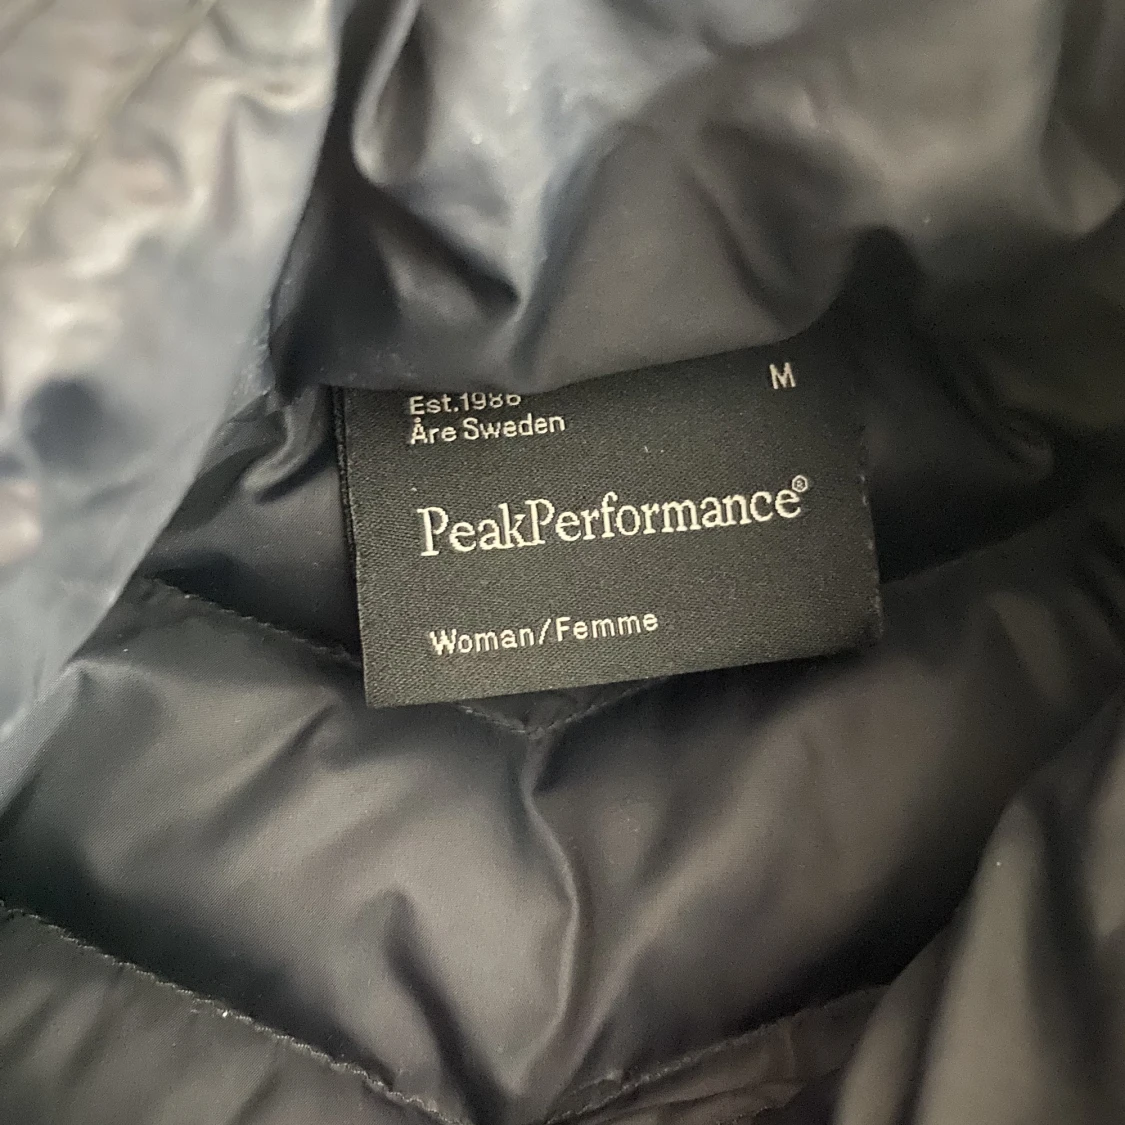 M
Est.1986
Åre Sweden
PeakPerformance®
Woman/Femme